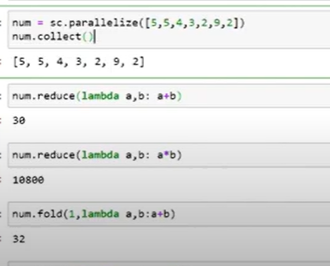 num = sc.parallelize([5,5,4,3,2,9,2])
num.collect()
[5, 5, 4, 3, 2, 9, 2]
num.reduce(lambda a,b: a+b)
30
num.reduce(lambda a,b: a*b)
10800
num.fold(1,lambda a,b:a+b)
32